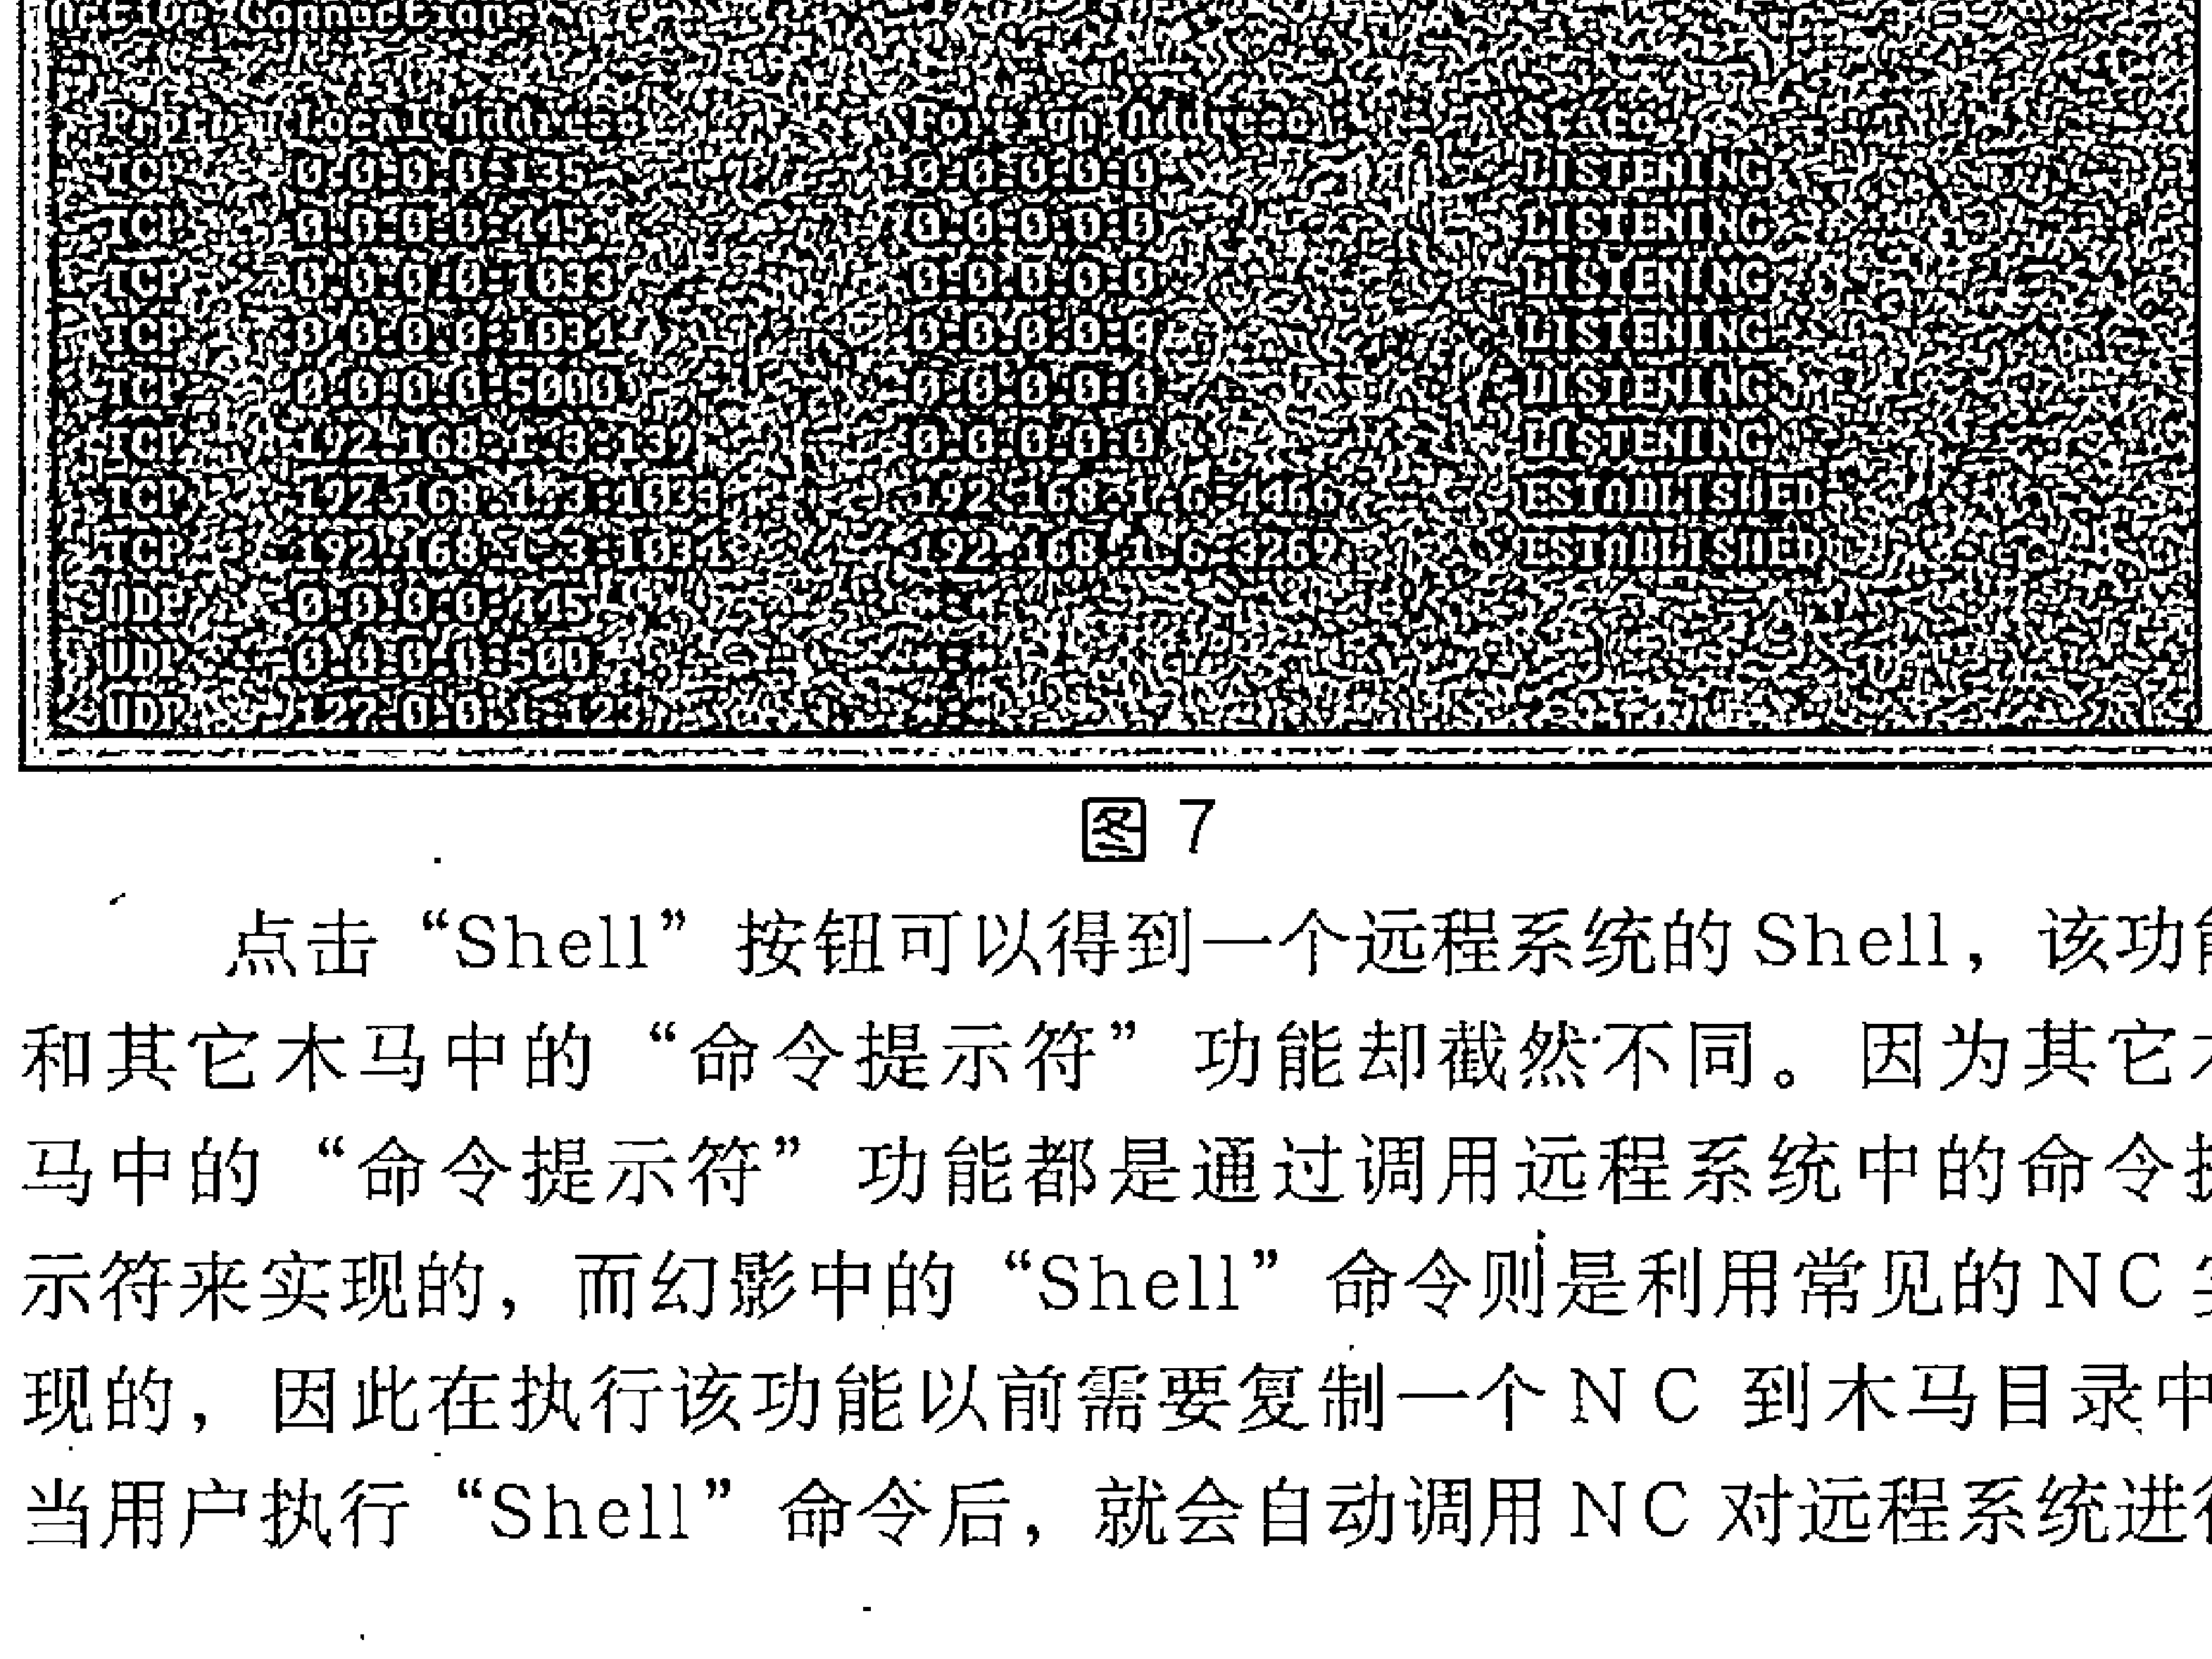 Active Connections
Proto Local Address Foreign Address State
TCP 0.0.0.0:135 0.0.0.0:0 LISTENING
TCP 0.0.0.0:445 0.0.0.0:0 LISTENING
TCP 0.0.0.0:1033 0.0.0.0:0 LISTENING
TCP 0.0.0.0:1034 0.0.0.0:0 LISTENING
TCP 0.0.0.0:5000 0.0.0.0:0 LISTENING
TCP 192.168.1.3:139 0.0.0.0:0 LISTENING
TCP 192.168.1.3:1033 192.168.1.6:4466 ESTABLISHED
TCP 192.168.1.3:1034 192.168.1.6:3269 ESTABLISHED
UDP 0.0.0.0:445 *:*
UDP 0.0.0.0:500 *:*
UDP 127.0.0.1:123 *:*
图 7
点击“Shell”按钮可以得到一个远程系统的Shell，该功能
和其它木马中的“命令提示符”功能却截然不同。因为其它木
马中的“命令提示符”功能都是通过调用远程系统中的命令提
示符来实现的，而幻影中的“Shell”命令则是利用常见的NC实
现的，因此在执行该功能以前需要复制一个NC 到木马目录中
当用户执行“Shell”命令后，就会自动调用NC 对远程系统进行